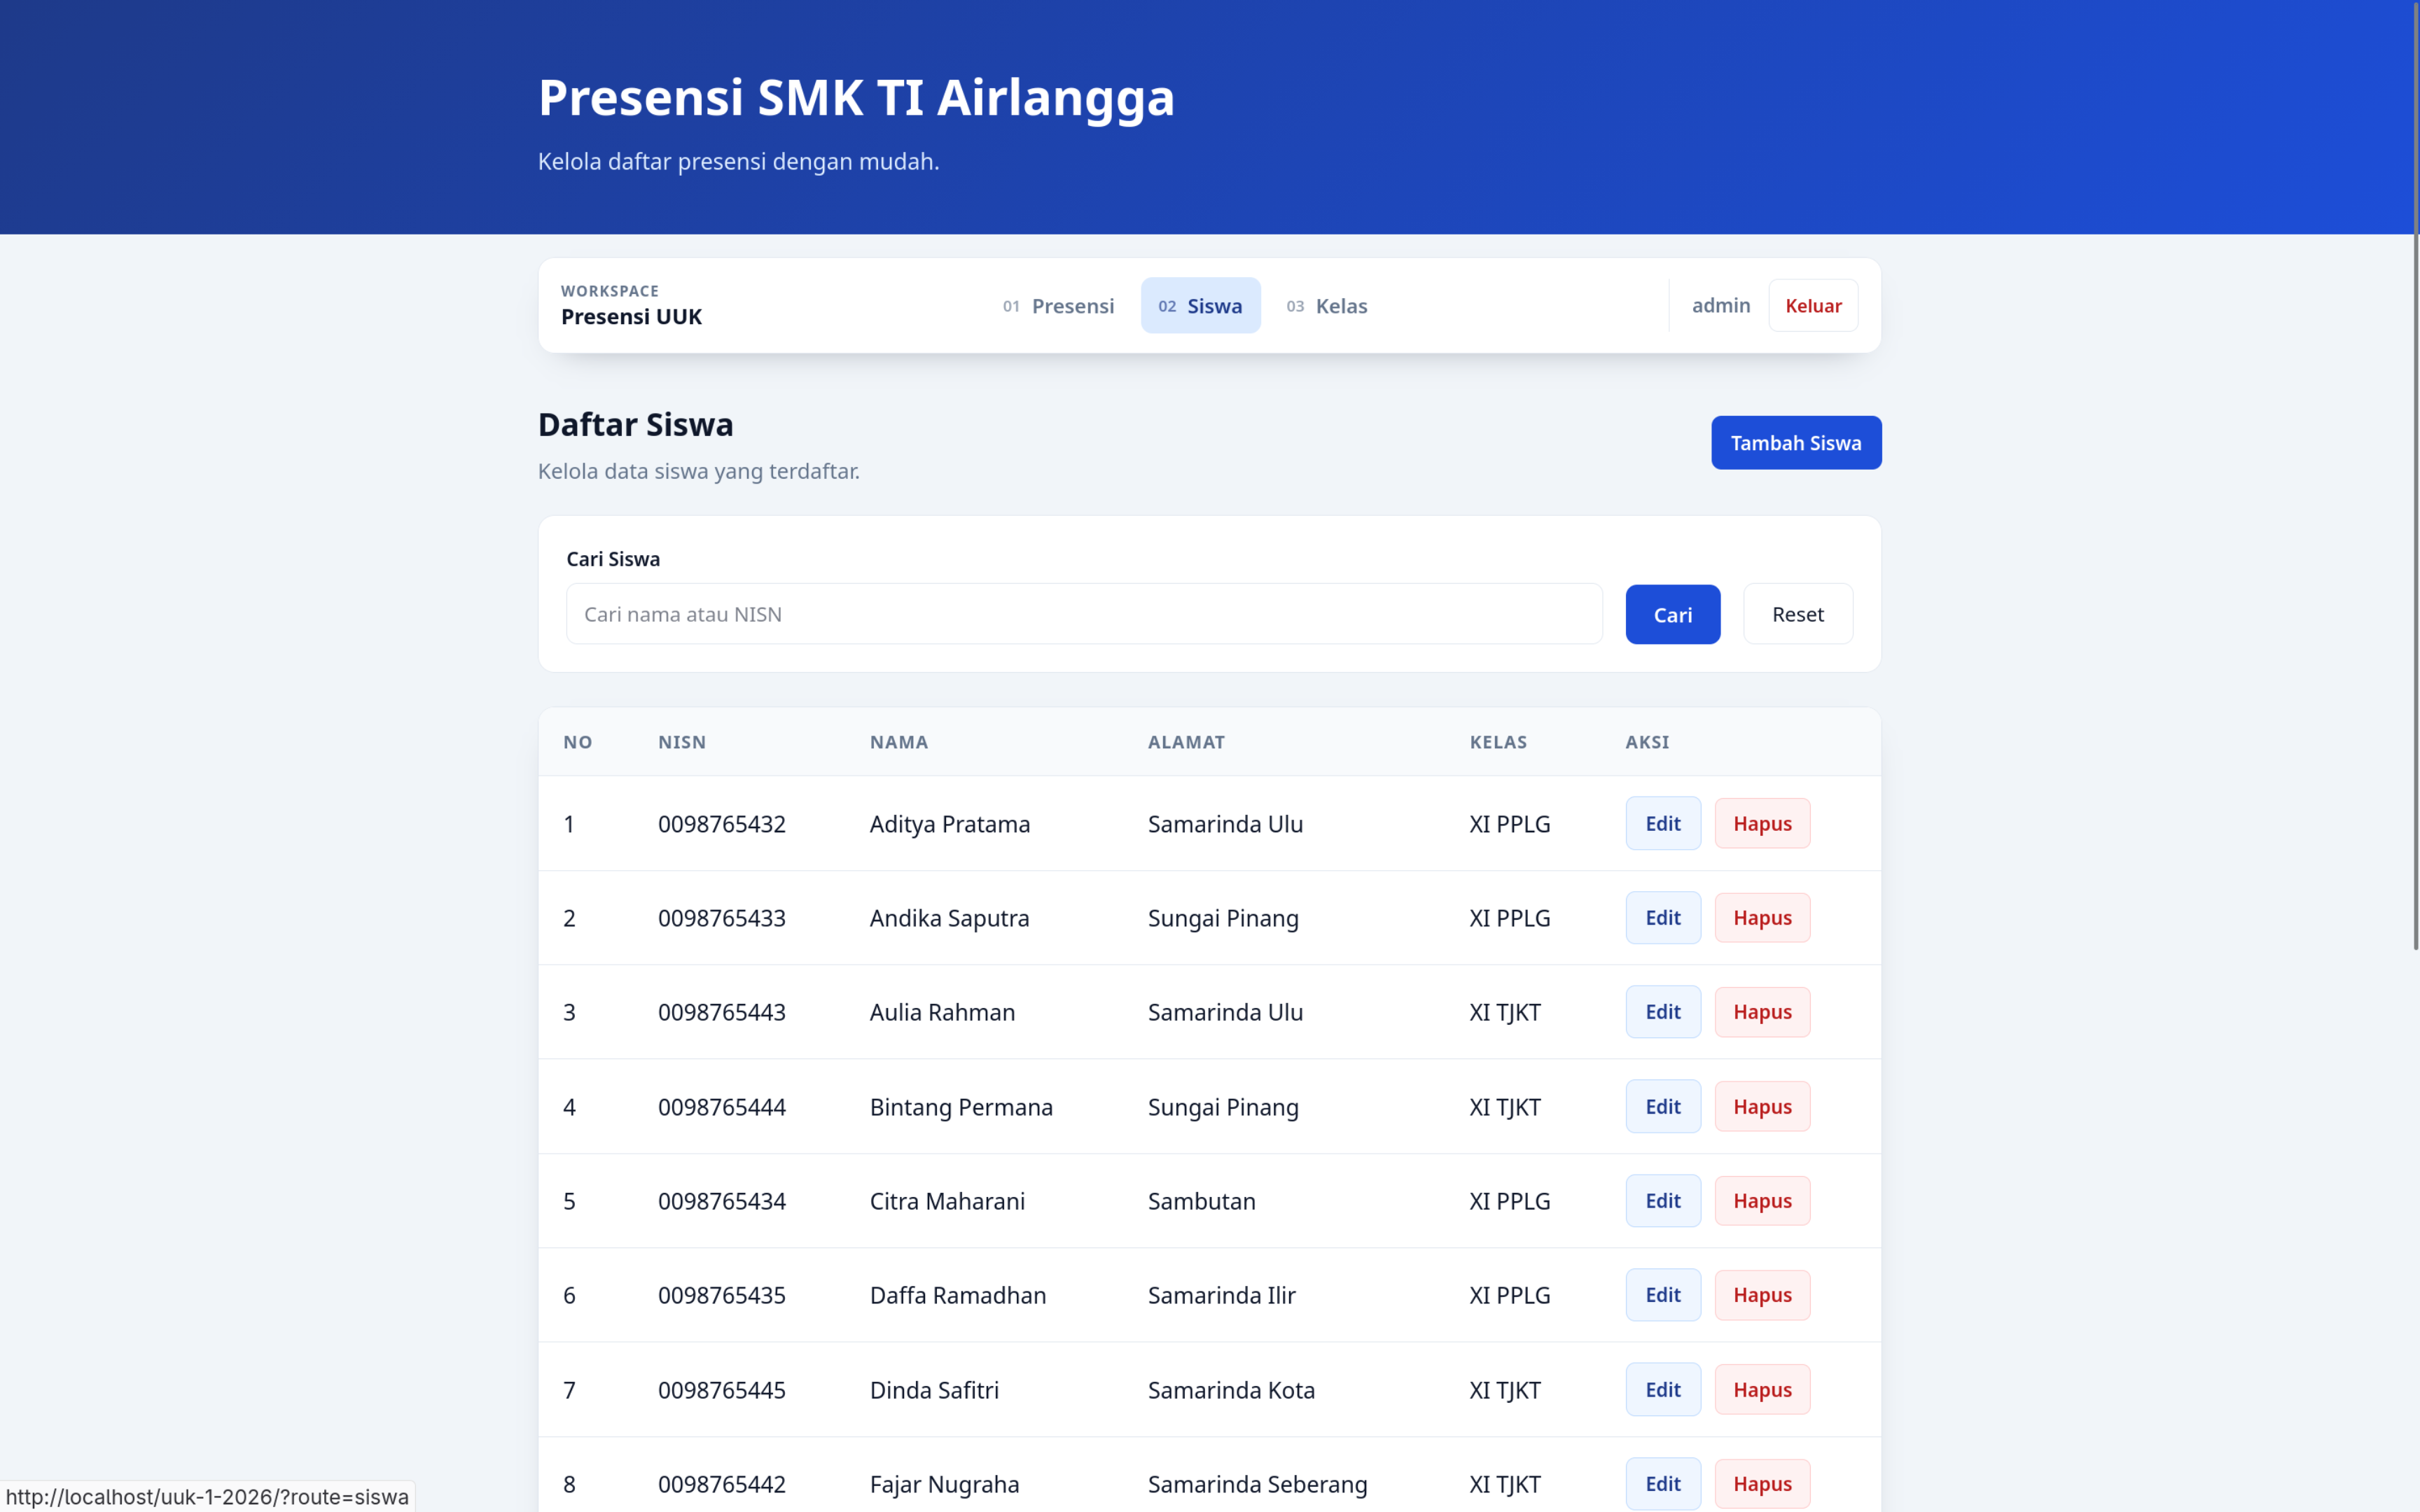 Presensi SMK TI Airlangga
Kelola daftar presensi dengan mudah.
WORKSPACE
Presensi UUK
01 Presensi 02 Siswa 03 Kelas
admin Keluar
Daftar Siswa
Kelola data siswa yang terdaftar.
Tambah Siswa
Cari Siswa
Cari nama atau NISN Cari Reset
NO NISN NAMA ALAMAT KELAS AKSI
1 0098765432 Aditya Pratama Samarinda Ulu XI PPLG Edit Hapus
2 0098765433 Andika Saputra Sungai Pinang XI PPLG Edit Hapus
3 0098765443 Aulia Rahman Samarinda Ulu XI TJKT Edit Hapus
4 0098765444 Bintang Permana Sungai Pinang XI TJKT Edit Hapus
5 0098765434 Citra Maharani Sambutan XI PPLG Edit Hapus
6 0098765435 Daffa Ramadhan Samarinda Ilir XI PPLG Edit Hapus
7 0098765445 Dinda Safitri Samarinda Kota XI TJKT Edit Hapus
8 0098765442 Fajar Nugraha Samarinda Seberang XI TJKT Edit Hapus
http://localhost/uuk-1-2026/?route=siswa